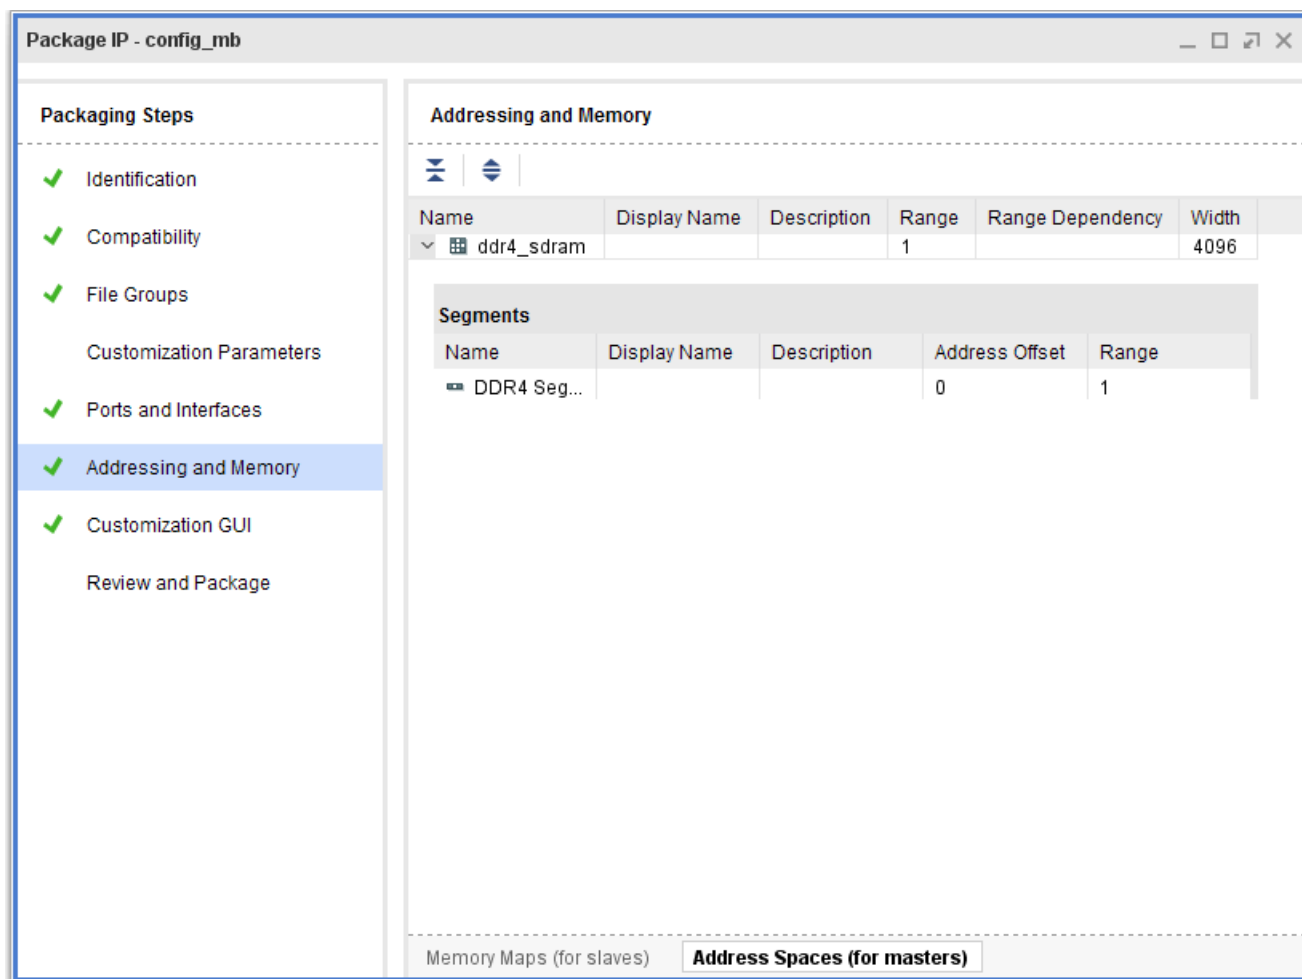 Package IP - config_mb
Packaging Steps
Identification
Compatibility
File Groups
Customization Parameters
Ports and Interfaces
Addressing and Memory
Customization GUI
Review and Package
Addressing and Memory
Name Display Name Description Range Range Dependency Width
ddr4_sdram 1 4096
Segments
Name Display Name Description Address Offset Range
DDR4 Seg... 0 1
Memory Maps (for slaves) Address Spaces (for masters)